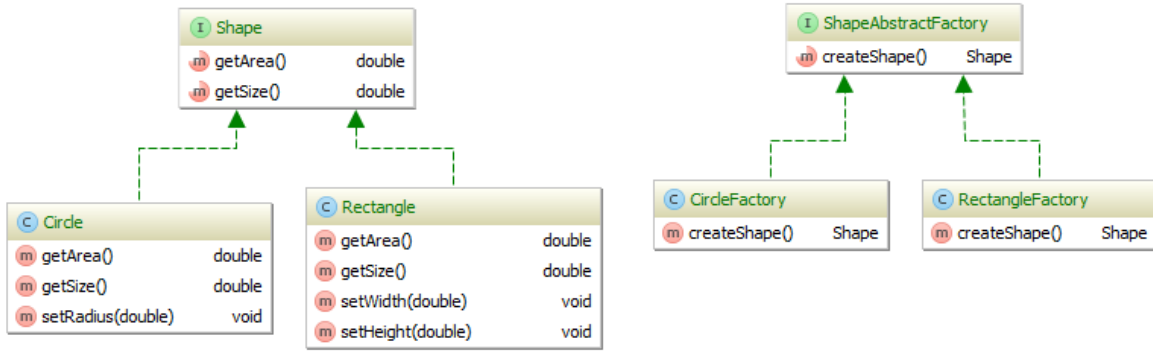 I Shape
m getArea() double
m getSize() double
I ShapeAbstractFactory
m createShape() Shape
C Circle
m getArea() double
m getSize() double
m setRadius(double) void
C Rectangle
m getArea() double
m getSize() double
m setWidth(double) void
m setHeight(double) void
C CircleFactory
m createShape() Shape
C RectangleFactory
m createShape() Shape